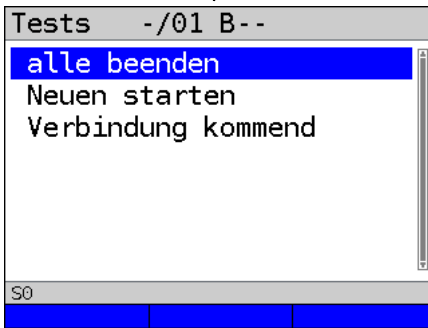 Tests -/01 B--
alle beenden
Neuen starten
Verbindung kommend
S0